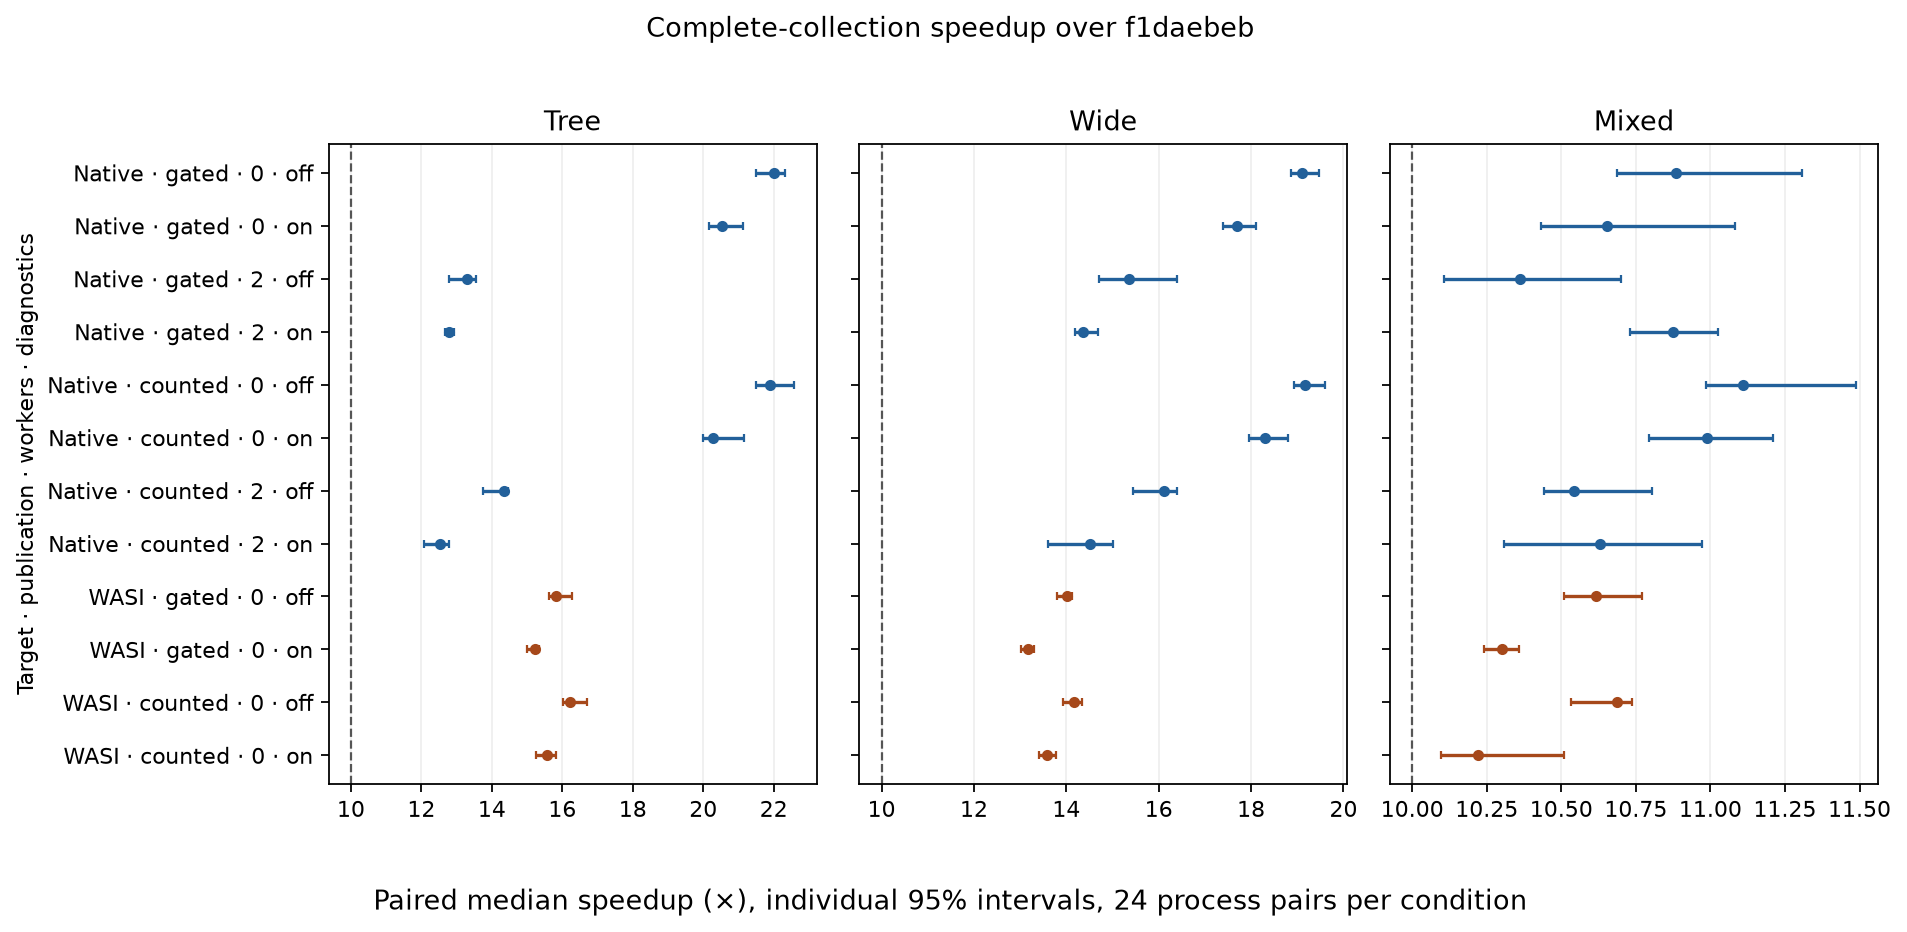 Complete-collection speedup over f1daebeb
Tree
Wide
Mixed
Target · publication · workers · diagnostics
Native · gated · 0 · off
Native · gated · 0 · on
Native · gated · 2 · off
Native · gated · 2 · on
Native · counted · 0 · off
Native · counted · 0 · on
Native · counted · 2 · off
Native · counted · 2 · on
WASI · gated · 0 · off
WASI · gated · 0 · on
WASI · counted · 0 · off
WASI · counted · 0 · on
10 12 14 16 18 20 22
10 12 14 16 18 20
10.00 10.25 10.50 10.75 11.00 11.25 11.50
Paired median speedup (×), individual 95% intervals, 24 process pairs per condition